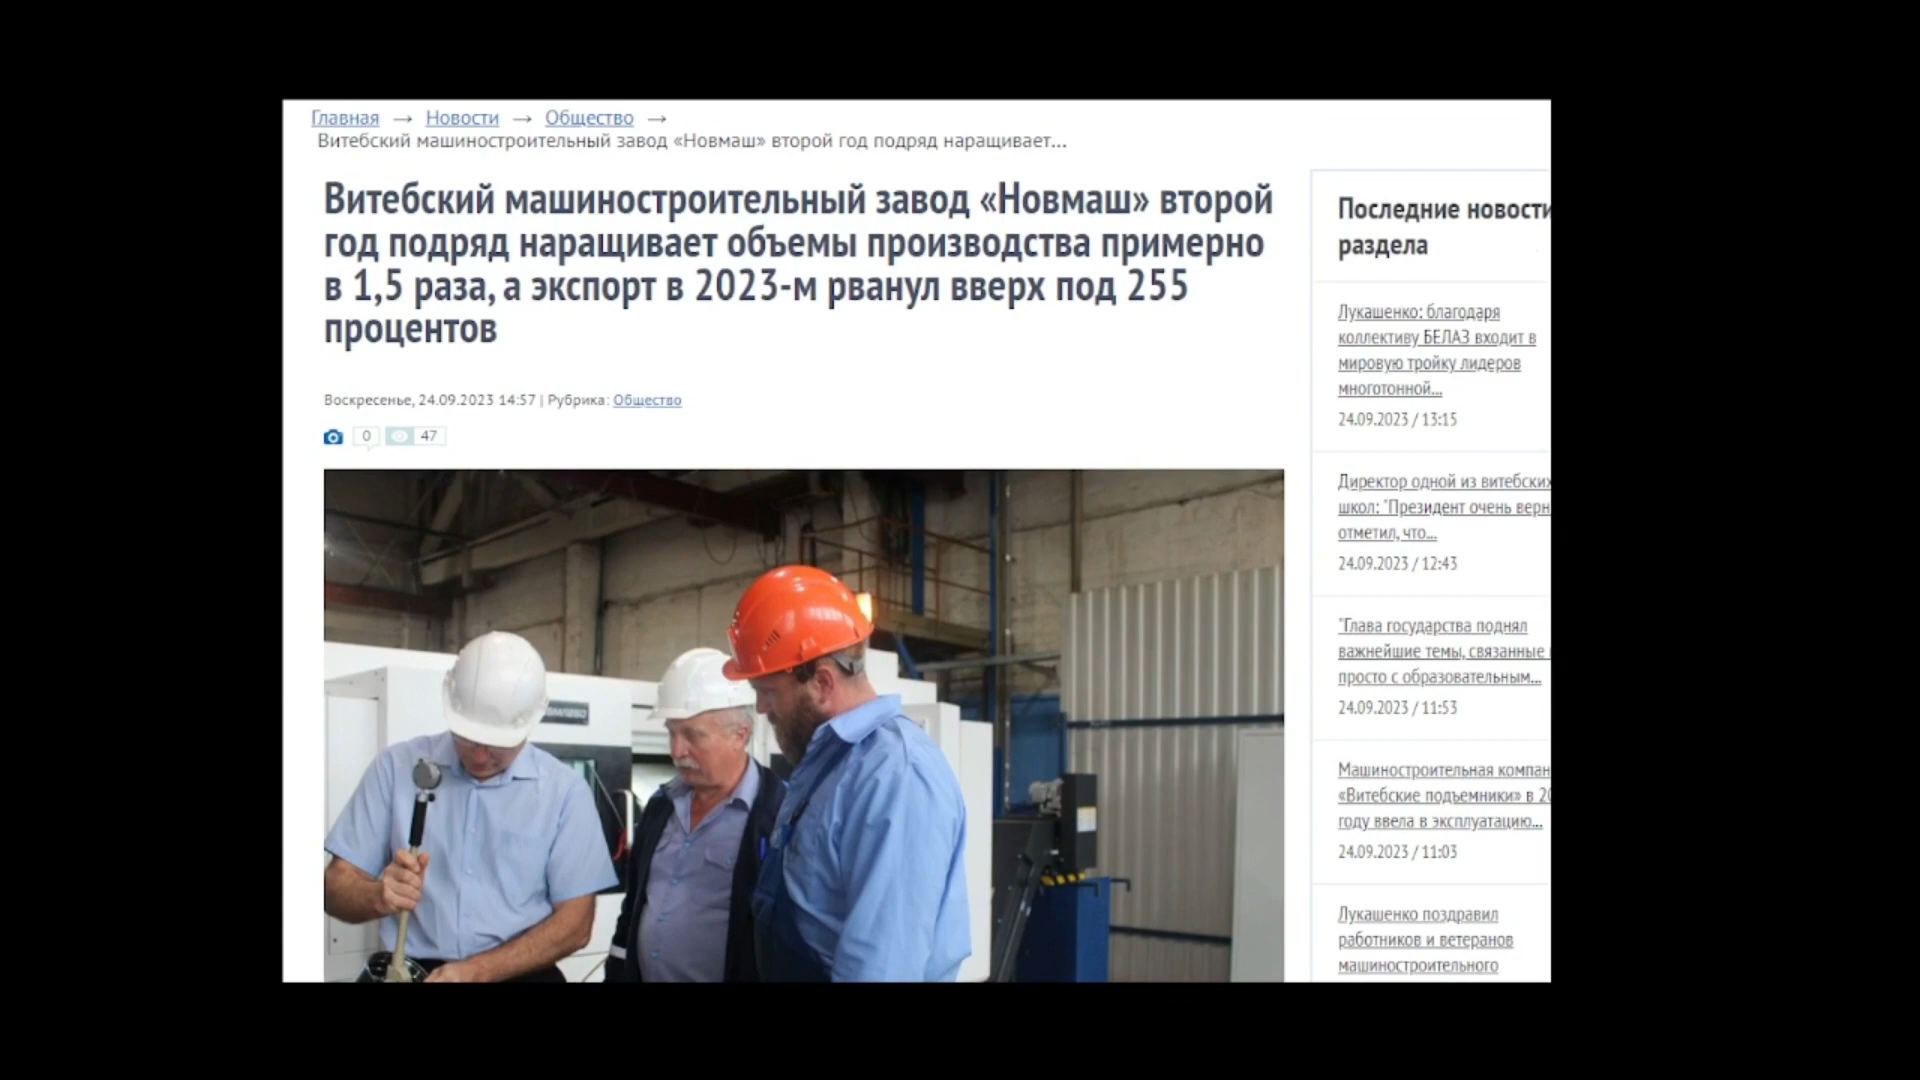 Главная → Новости → Общество →
Витебский машиностроительный завод «Новмаш» второй год подряд наращивает...
Витебский машиностроительный завод «Новмаш» второй
год подряд наращивает объемы производства примерно
в 1,5 раза, а экспорт в 2023-м рванул вверх под 255
процентов
Воскресенье, 24.09.2023 14:57 | Рубрика: Общество
0 47
Последние новости
раздела
Лукашенко: благодаря
коллективу БЕЛАЗ входит в
мировую тройку лидеров
многотонной...
24.09.2023 / 13:15
Директор одной из витебских
школ: "Президент очень верн
отметил, что...
24.09.2023 / 12:43
"Глава государства поднял
важнейшие темы, связанные
просто с образовательным...
24.09.2023 / 11:53
Машиностроительная компан
«Витебские подъемники» в 20
году ввела в эксплуатацию...
24.09.2023 / 11:03
Лукашенко поздравил
работников и ветеранов
машиностроительного